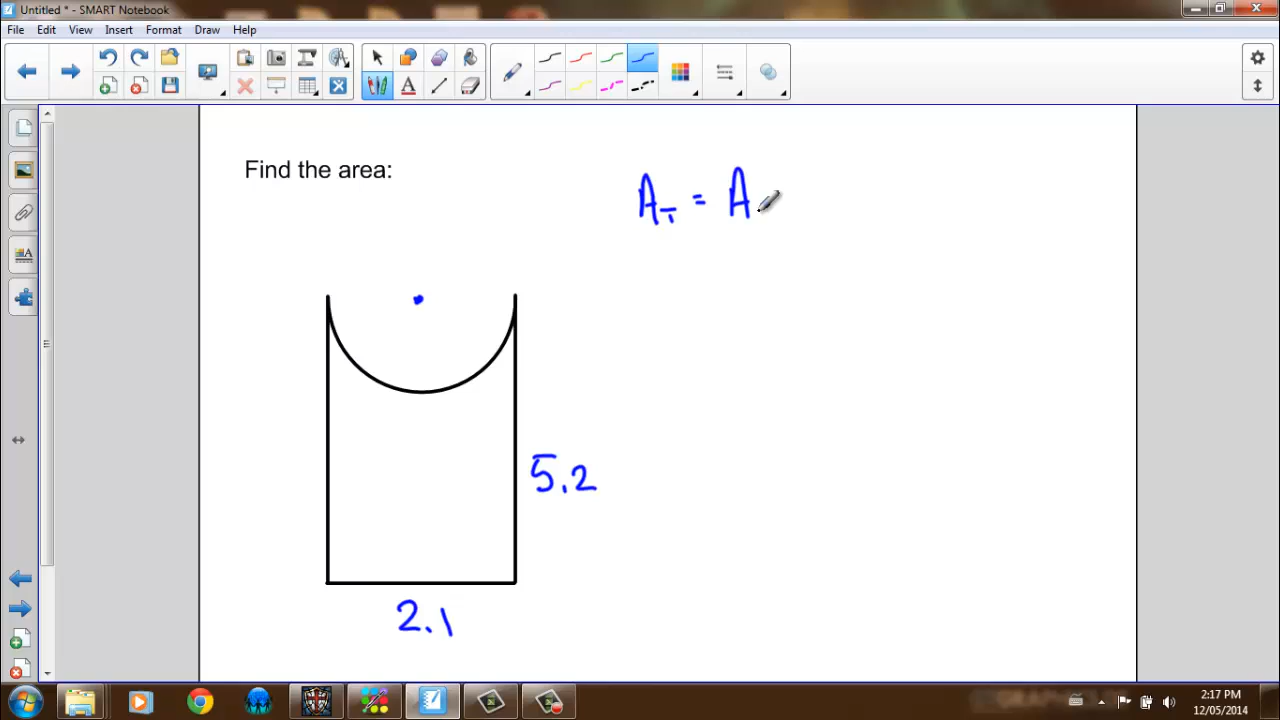 Untitled * - SMART Notebook
File Edit View Insert Format Draw Help
Find the area:
A_T = A
5.2
2.1
2:17 PM
12/05/2014